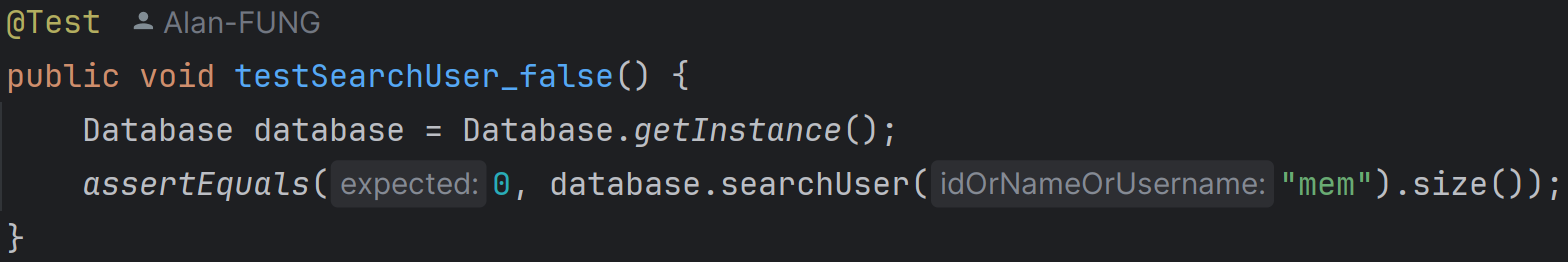 @Test Alan-FUNG
public void testSearchUser_false() {
    Database database = Database.getInstance();
    assertEquals( expected: 0, database.searchUser( idOrNameOrUsername: "mem").size());
}